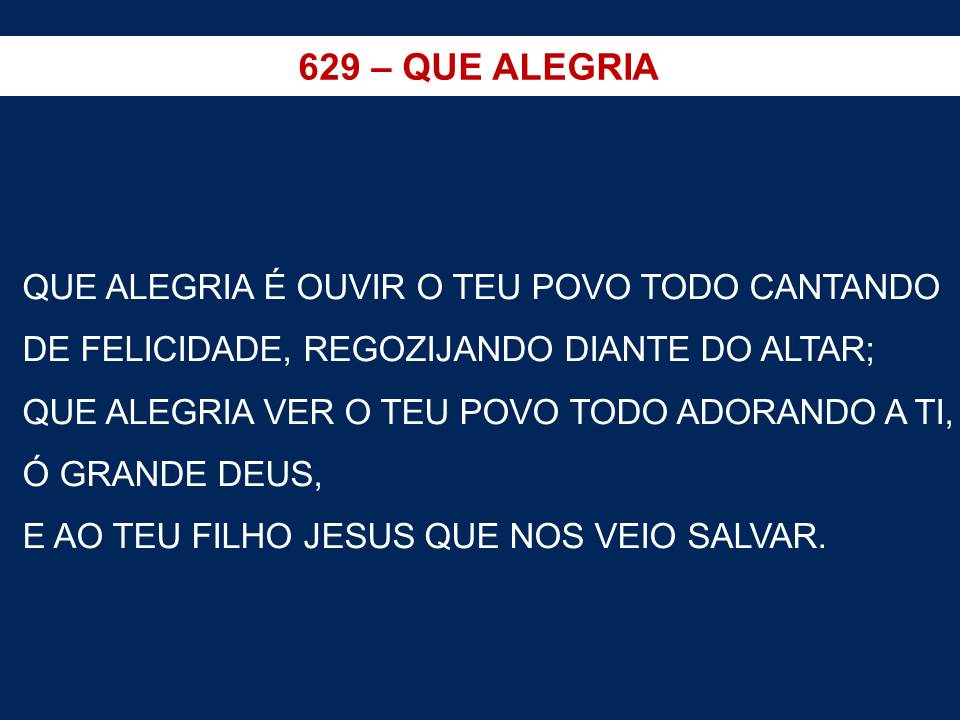 629 – QUE ALEGRIA
QUE ALEGRIA É OUVIR O TEU POVO TODO CANTANDO
DE FELICIDADE, REGOZIJANDO DIANTE DO ALTAR;
QUE ALEGRIA VER O TEU POVO TODO ADORANDO A TI,
Ó GRANDE DEUS,
E AO TEU FILHO JESUS QUE NOS VEIO SALVAR.